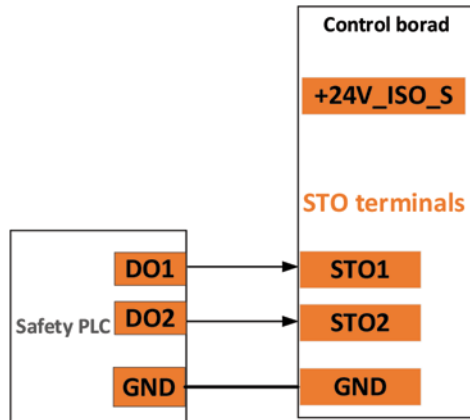 Control borad
+24V_ISO_S
STO terminals
DO1
STO1
DO2
STO2
Safety PLC
GND
GND